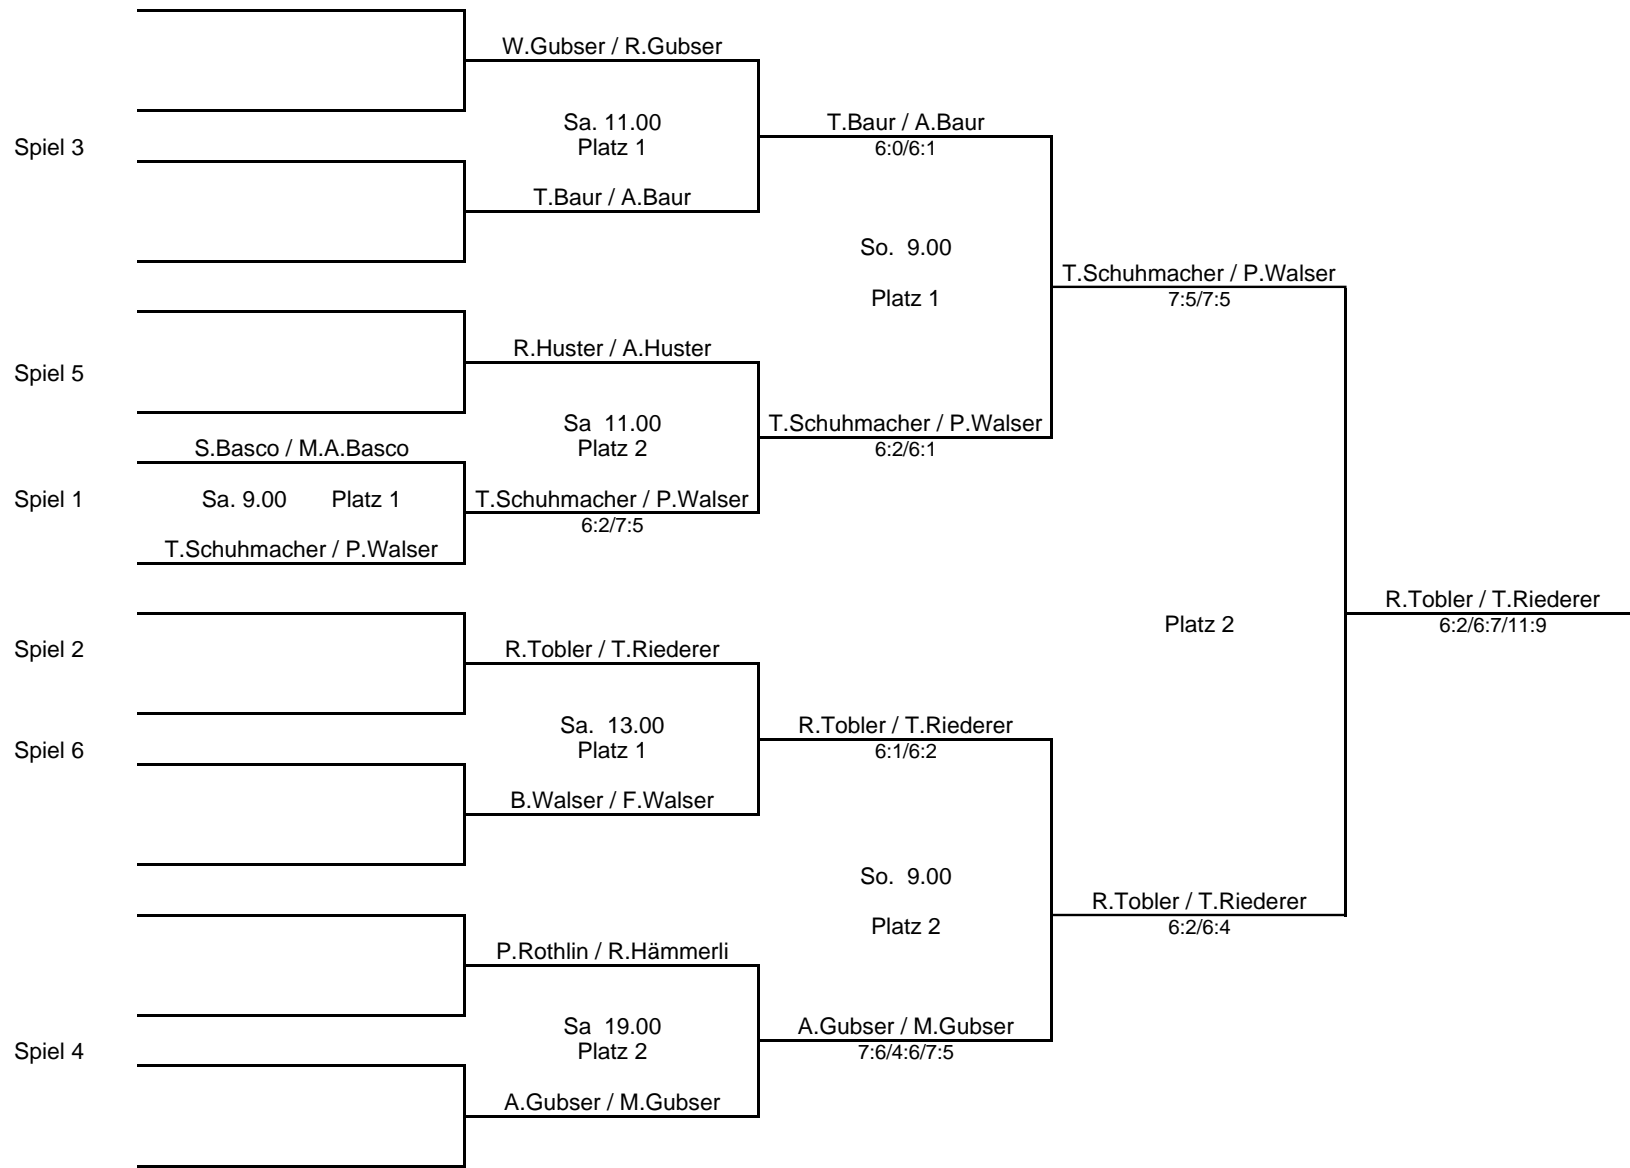 W.Gubser / R.Gubser
Sa. 11.00
Platz 1
T.Baur / A.Baur
6:0/6:1
Spiel 3
T.Baur / A.Baur
So.  9.00
Platz 1
T.Schuhmacher / P.Walser
7:5/7:5
R.Huster / A.Huster
Spiel 5
Sa  11.00
Platz 2
T.Schuhmacher / P.Walser
6:2/6:1
S.Basco / M.A.Basco
Spiel 1
Sa. 9.00 Platz 1
T.Schuhmacher / P.Walser
6:2/7:5
T.Schuhmacher / P.Walser
Platz 2
R.Tobler / T.Riederer
6:2/6:7/11:9
Spiel 2
R.Tobler / T.Riederer
Sa.  13.00
Platz 1
R.Tobler / T.Riederer
6:1/6:2
Spiel 6
B.Walser / F.Walser
So.  9.00
Platz 2
R.Tobler / T.Riederer
6:2/6:4
P.Rothlin / R.Hämmerli
Sa  19.00
Platz 2
A.Gubser / M.Gubser
7:6/4:6/7:5
Spiel 4
A.Gubser / M.Gubser